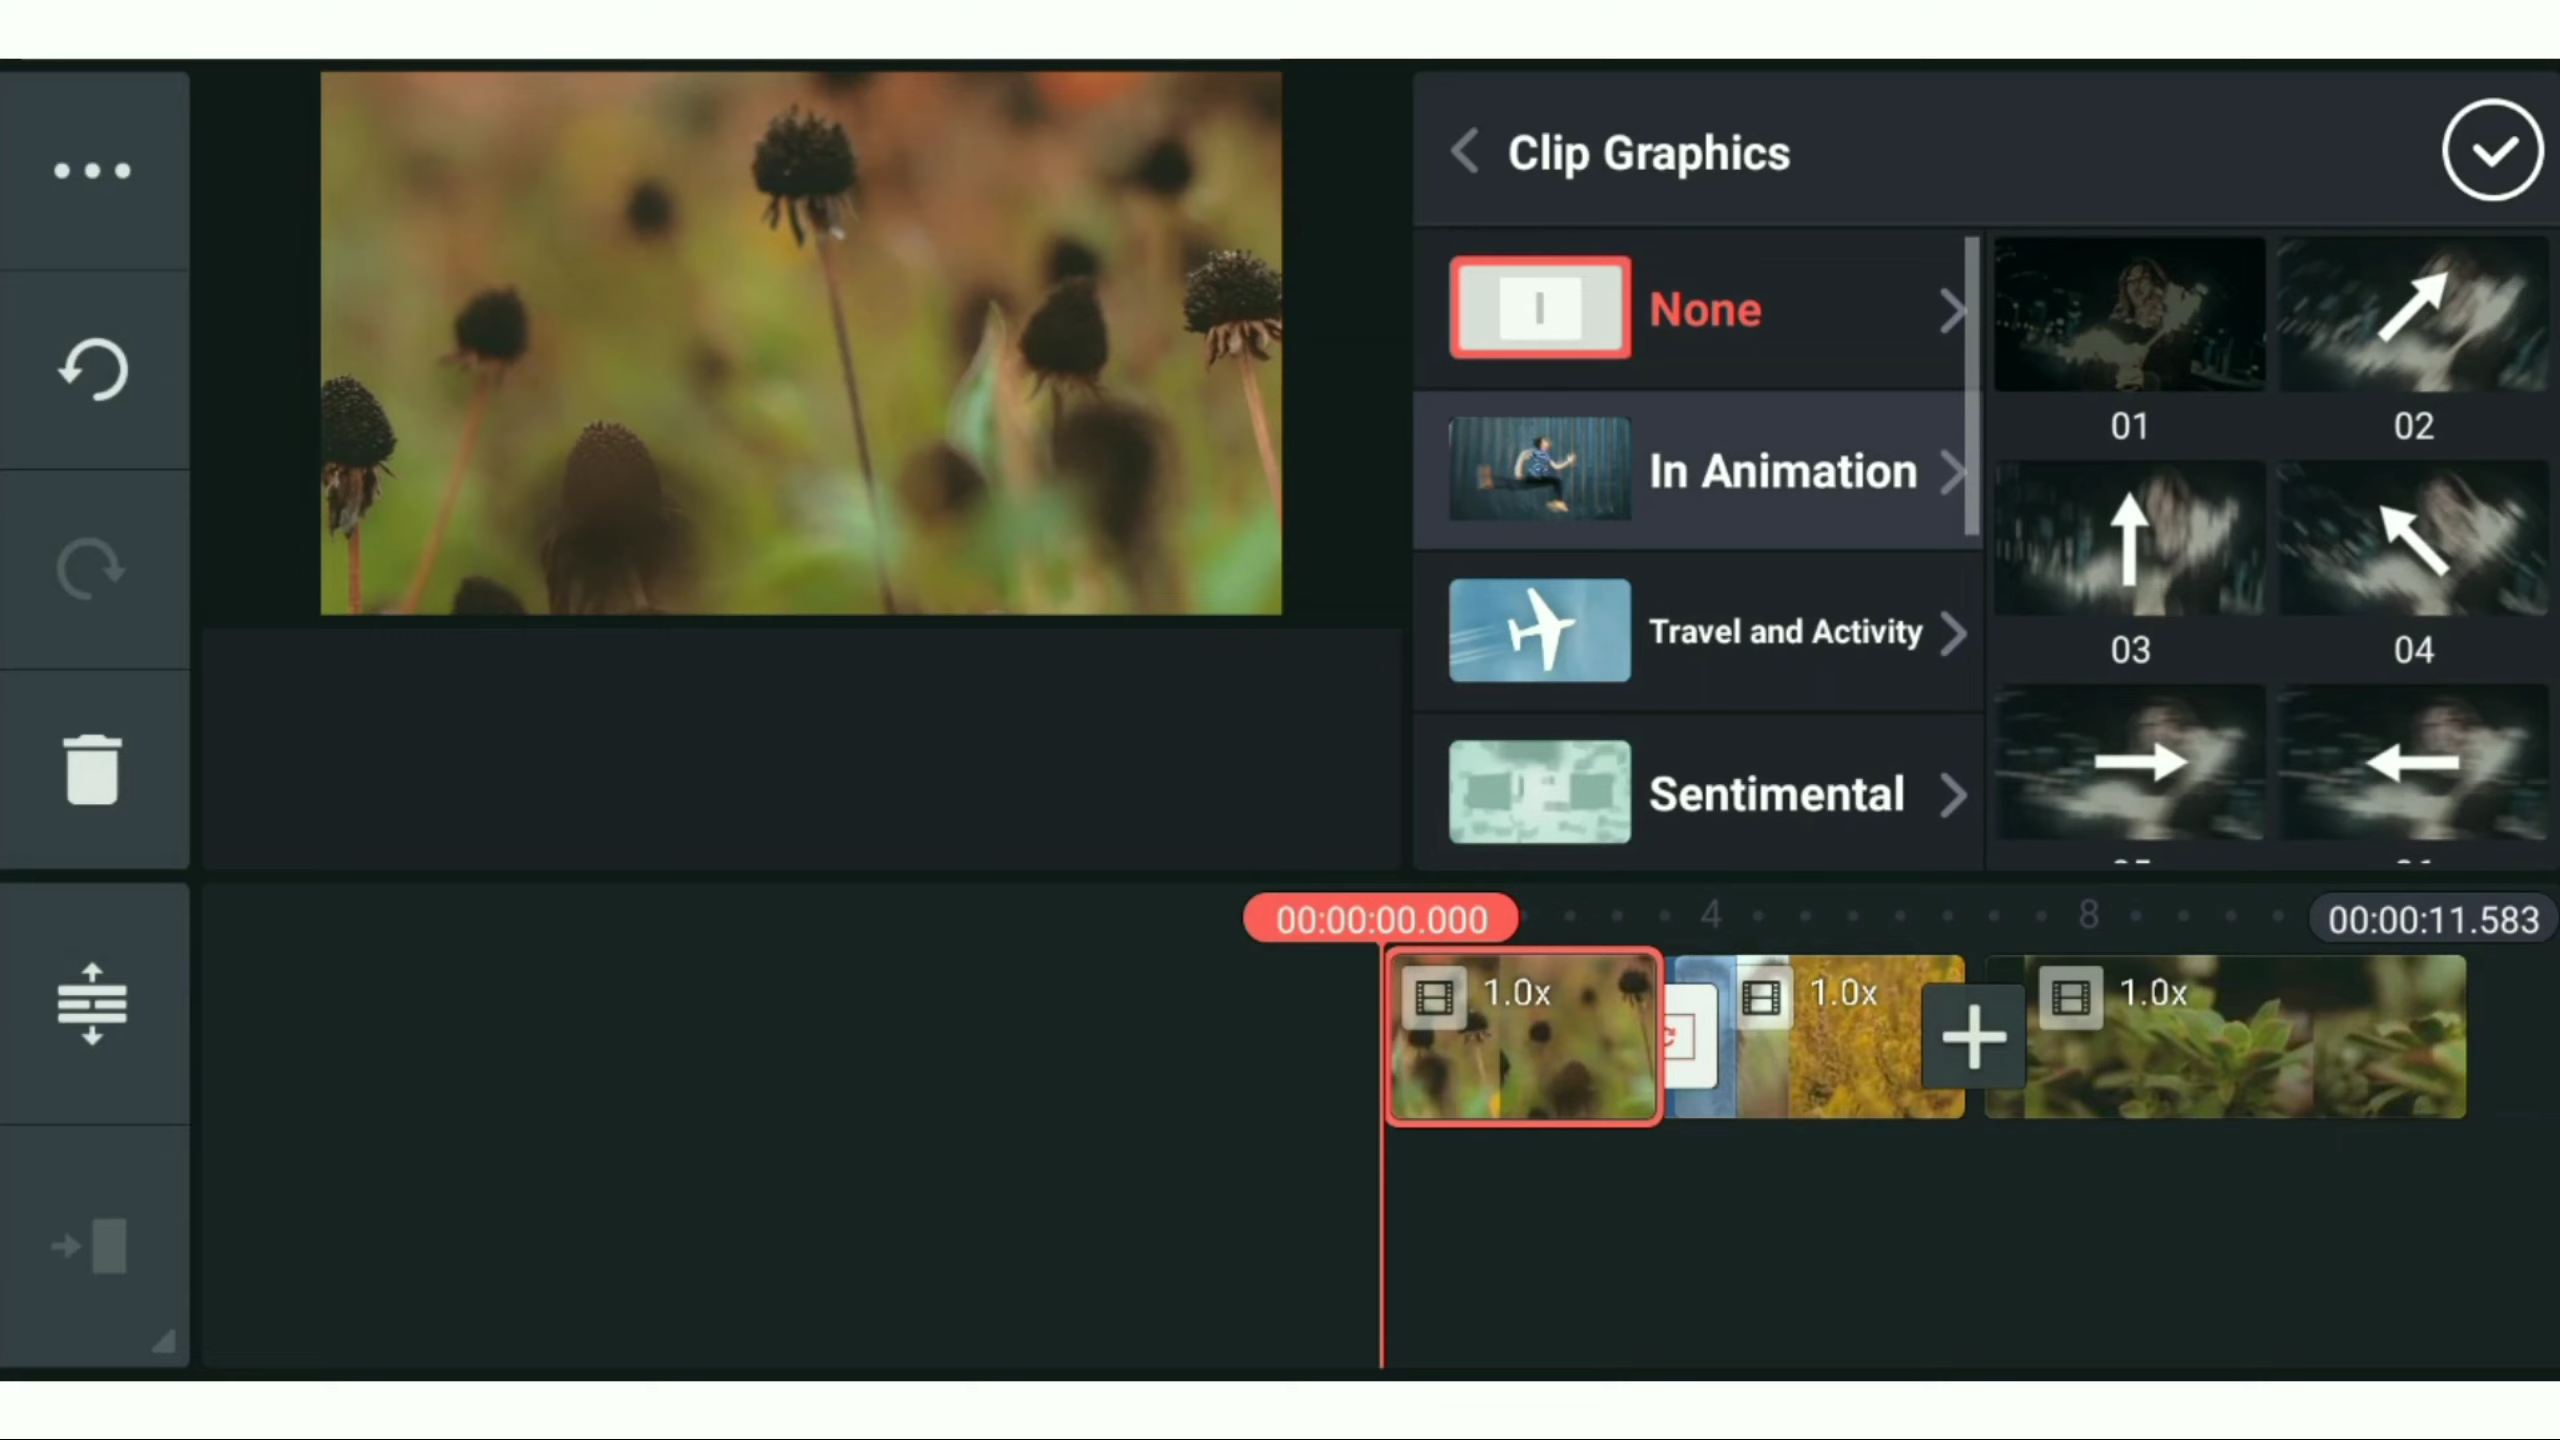 Clip Graphics
None
In Animation
Travel and Activity
Sentimental
01
02
03
04
00:00:00.000
4
8
00:00:11.583
1.0x
1.0x
1.0x